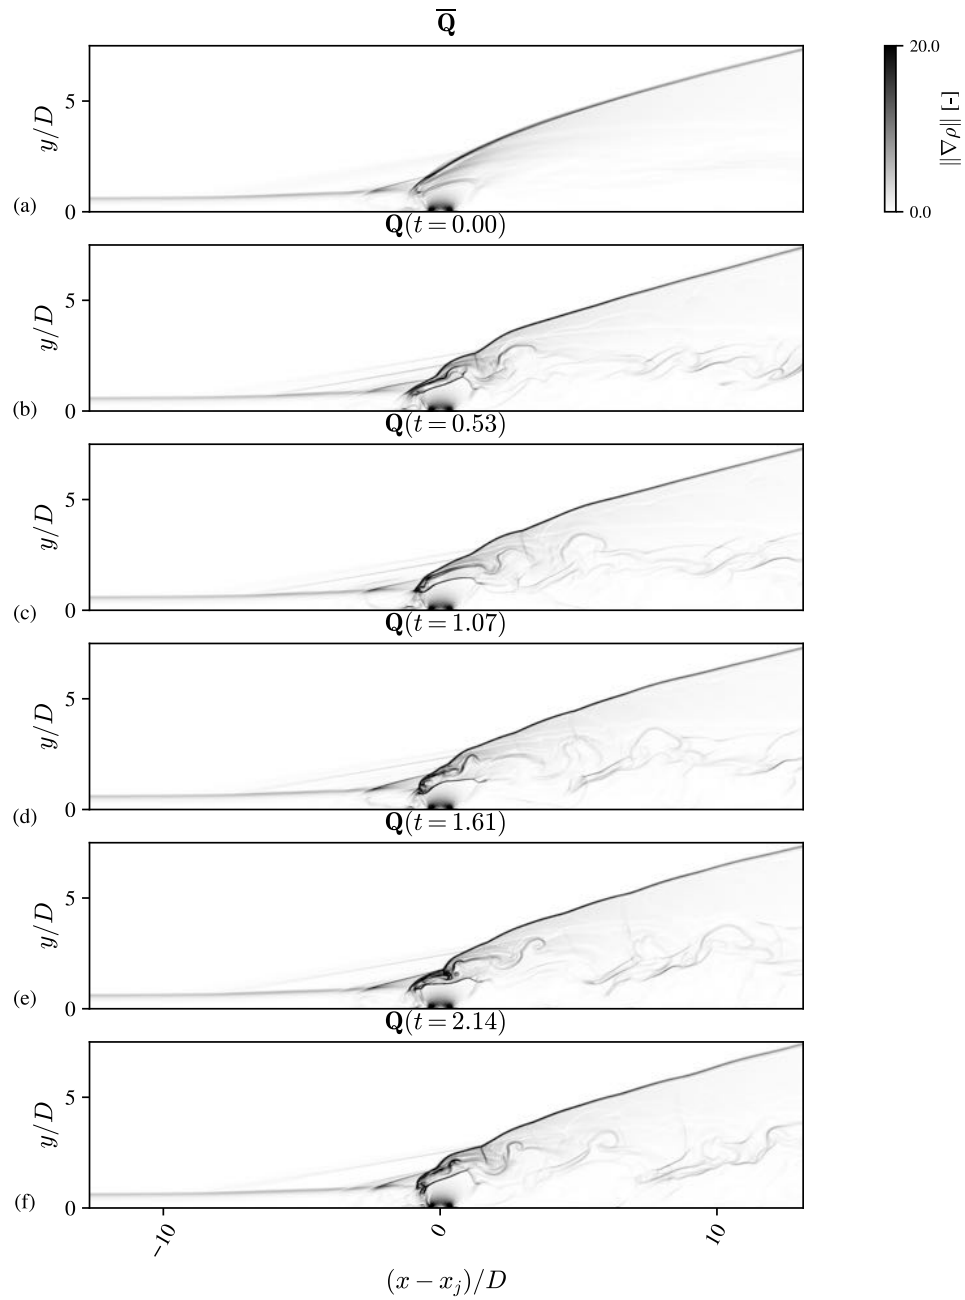 Q̅
20.0
‖∇ρ‖ [-]
0.0
y/D
5
0
(a)
Q(t = 0.00)
y/D
5
0
(b)
Q(t = 0.53)
y/D
5
0
(c)
Q(t = 1.07)
y/D
5
0
(d)
Q(t = 1.61)
y/D
5
0
(e)
Q(t = 2.14)
y/D
5
0
(f)
−10
0
10
(x − x_j)/D